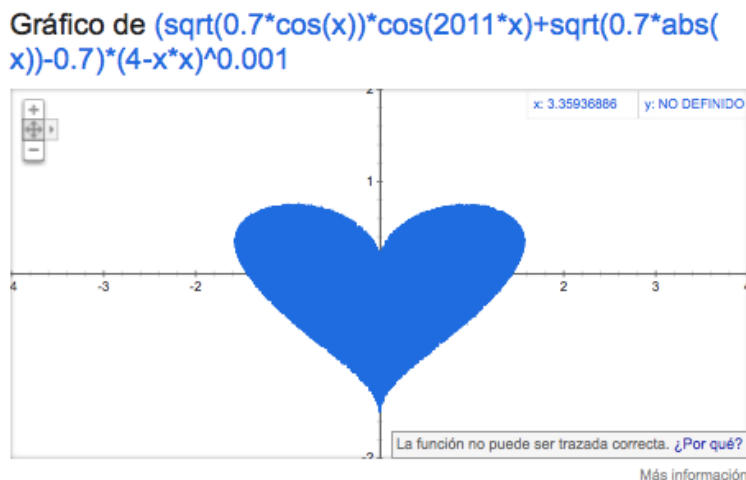 Gráfico de (sqrt(0.7*cos(x))*cos(2011*x)+sqrt(0.7*abs(
x))-0.7)*(4-x*x)^0.001
2
x: 3.35936886
y: NO DEFINIDO
+
−
1
4
-3
-2
2
3
4
La función no puede ser trazada correcta. ¿Por qué?
-2
Más información